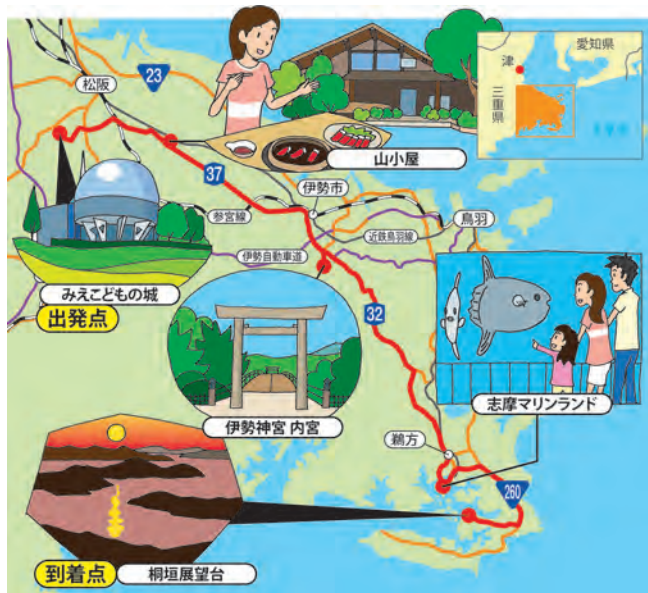 23
松阪
愛知県
津
三重県
山小屋
37
伊勢市
参宮線
鳥羽
近鉄鳥羽線
伊勢自動車道
みえこどもの城
出発点
32
伊勢神宮 内宮
志摩マリンランド
鵜方
260
到着点
桐垣展望台